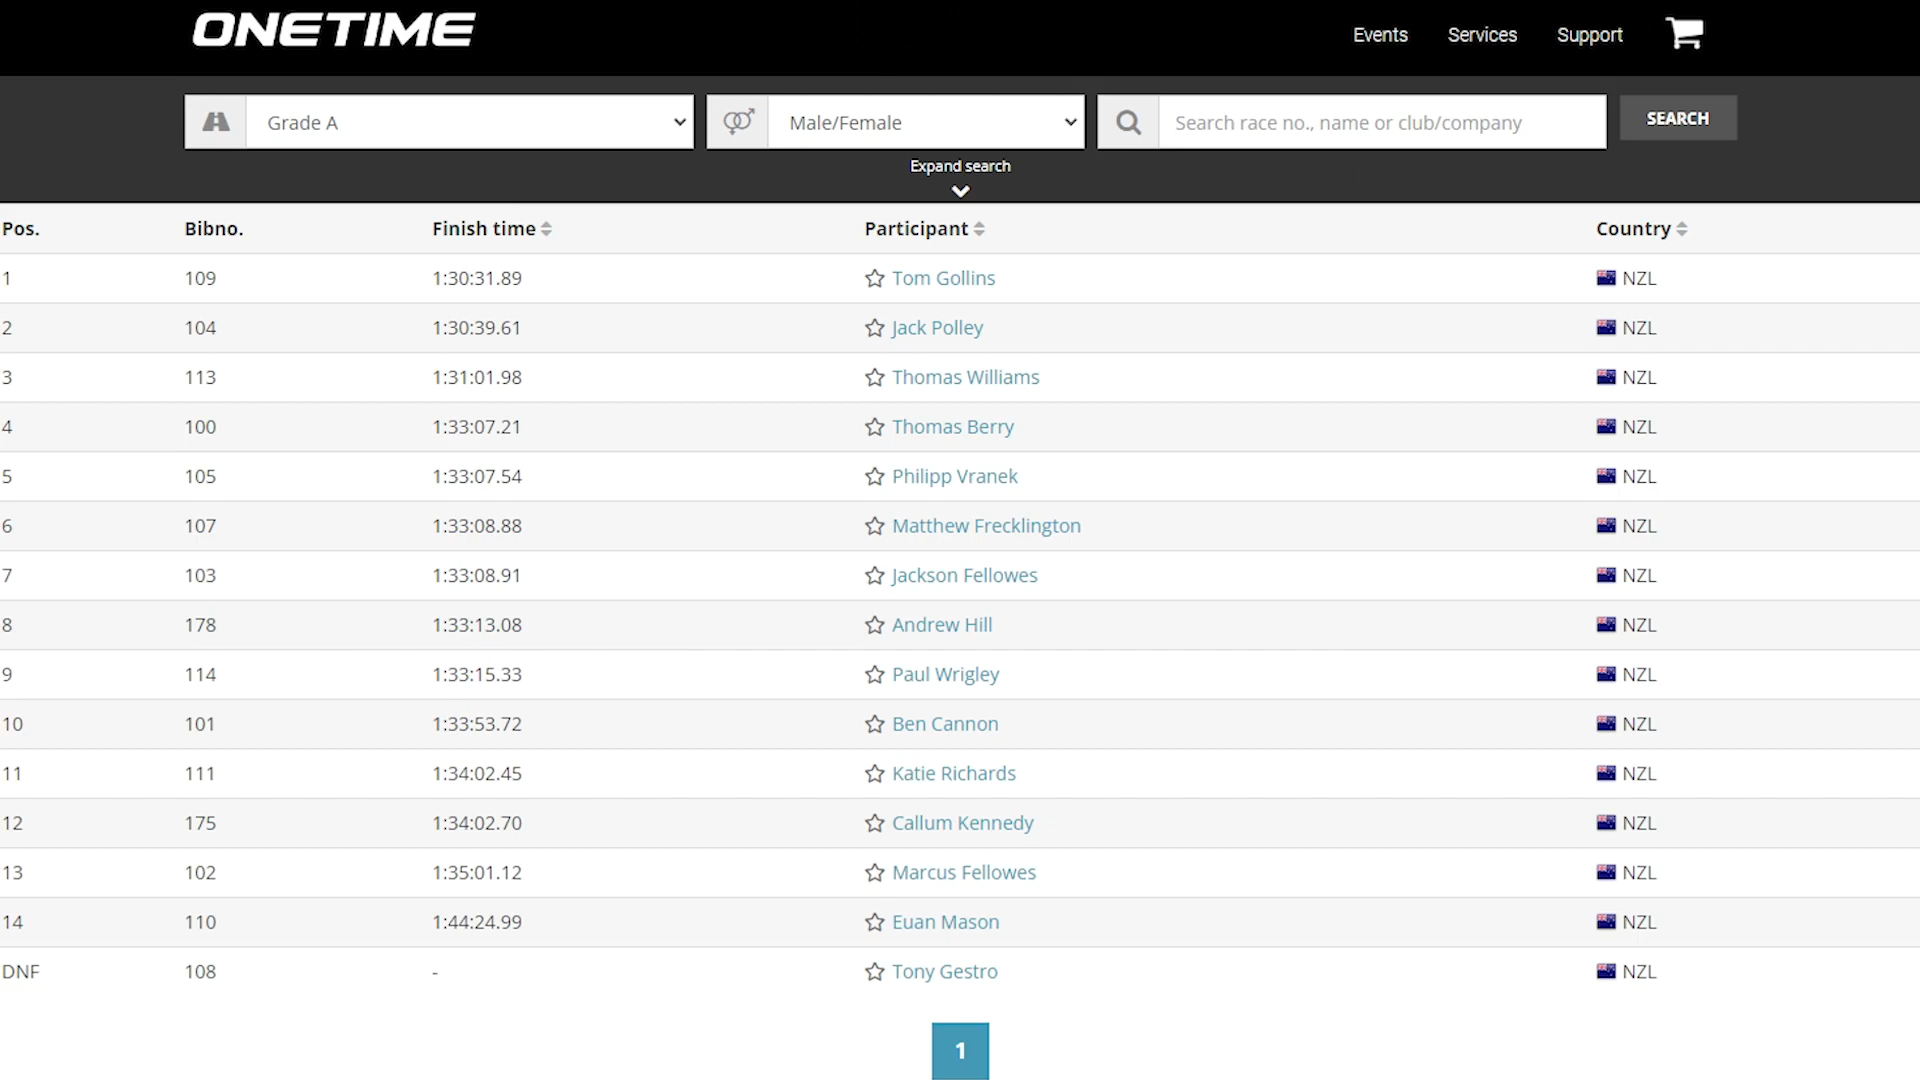 ONETIME Events Services Support
Grade A Male/Female Search race no., name or club/company SEARCH
Expand search
Pos. Bibno. Finish time Participant Country
1 109 1:30:31.89 Tom Gollins NZL
2 104 1:30:39.61 Jack Polley NZL
3 113 1:31:01.98 Thomas Williams NZL
4 100 1:33:07.21 Thomas Berry NZL
5 105 1:33:07.54 Philipp Vranek NZL
6 107 1:33:08.88 Matthew Frecklington NZL
7 103 1:33:08.91 Jackson Fellowes NZL
8 178 1:33:13.08 Andrew Hill NZL
9 114 1:33:15.33 Paul Wrigley NZL
10 101 1:33:53.72 Ben Cannon NZL
11 111 1:34:02.45 Katie Richards NZL
12 175 1:34:02.70 Callum Kennedy NZL
13 102 1:35:01.12 Marcus Fellowes NZL
14 110 1:44:24.99 Euan Mason NZL
DNF 108 - Tony Gestro NZL
1